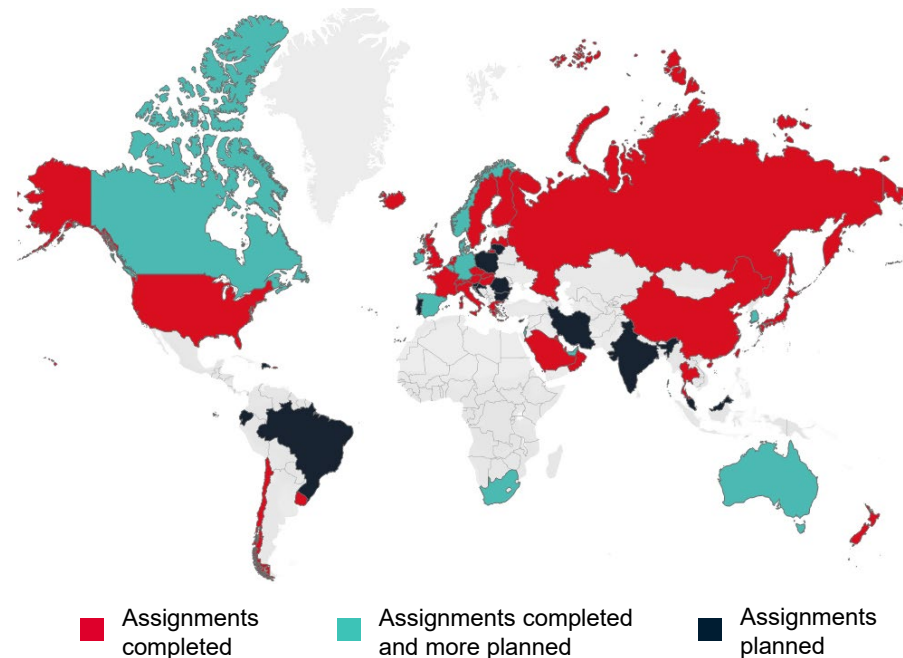 Assignments
completed
Assignments completed
and more planned
Assignments
planned